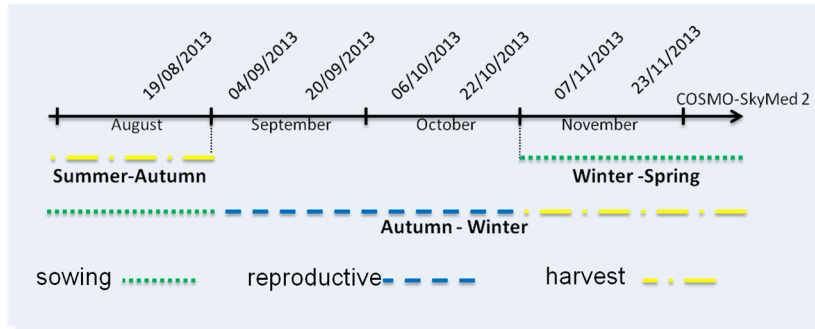 19/08/2013
04/09/2013
20/09/2013
06/10/2013
22/10/2013
07/11/2013
23/11/2013
COSMO-SkyMed 2
August
September
October
November
Summer-Autumn
Winter -Spring
Autumn - Winter
sowing
reproductive
harvest